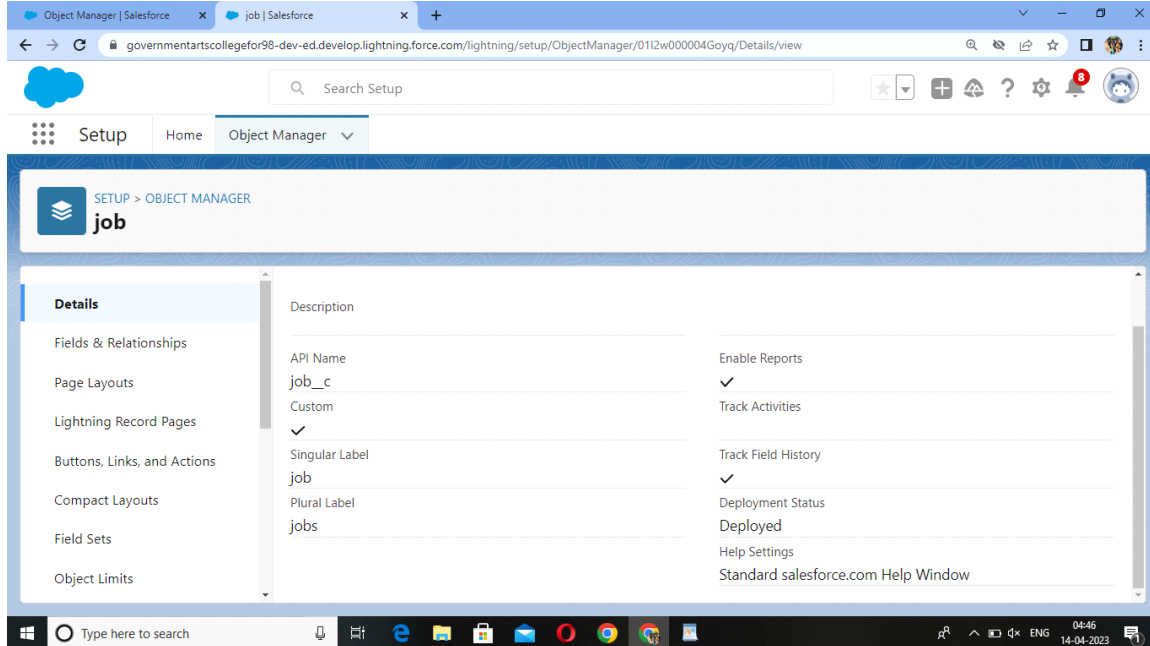 Object Manager | Salesforce
job | Salesforce
governmentartscollegefor98-dev-ed.develop.lightning.force.com/lightning/setup/ObjectManager/01I2w000004Goyq/Details/view
Search Setup
8
Setup
Home
Object Manager
SETUP > OBJECT MANAGER
job
Details
Fields & Relationships
Page Layouts
Lightning Record Pages
Buttons, Links, and Actions
Compact Layouts
Field Sets
Object Limits
Description
API Name
job__c
Custom
Singular Label
job
Plural Label
jobs
Enable Reports
Track Activities
Track Field History
Deployment Status
Deployed
Help Settings
Standard salesforce.com Help Window
Type here to search
ENG
04:46
14-04-2023
1